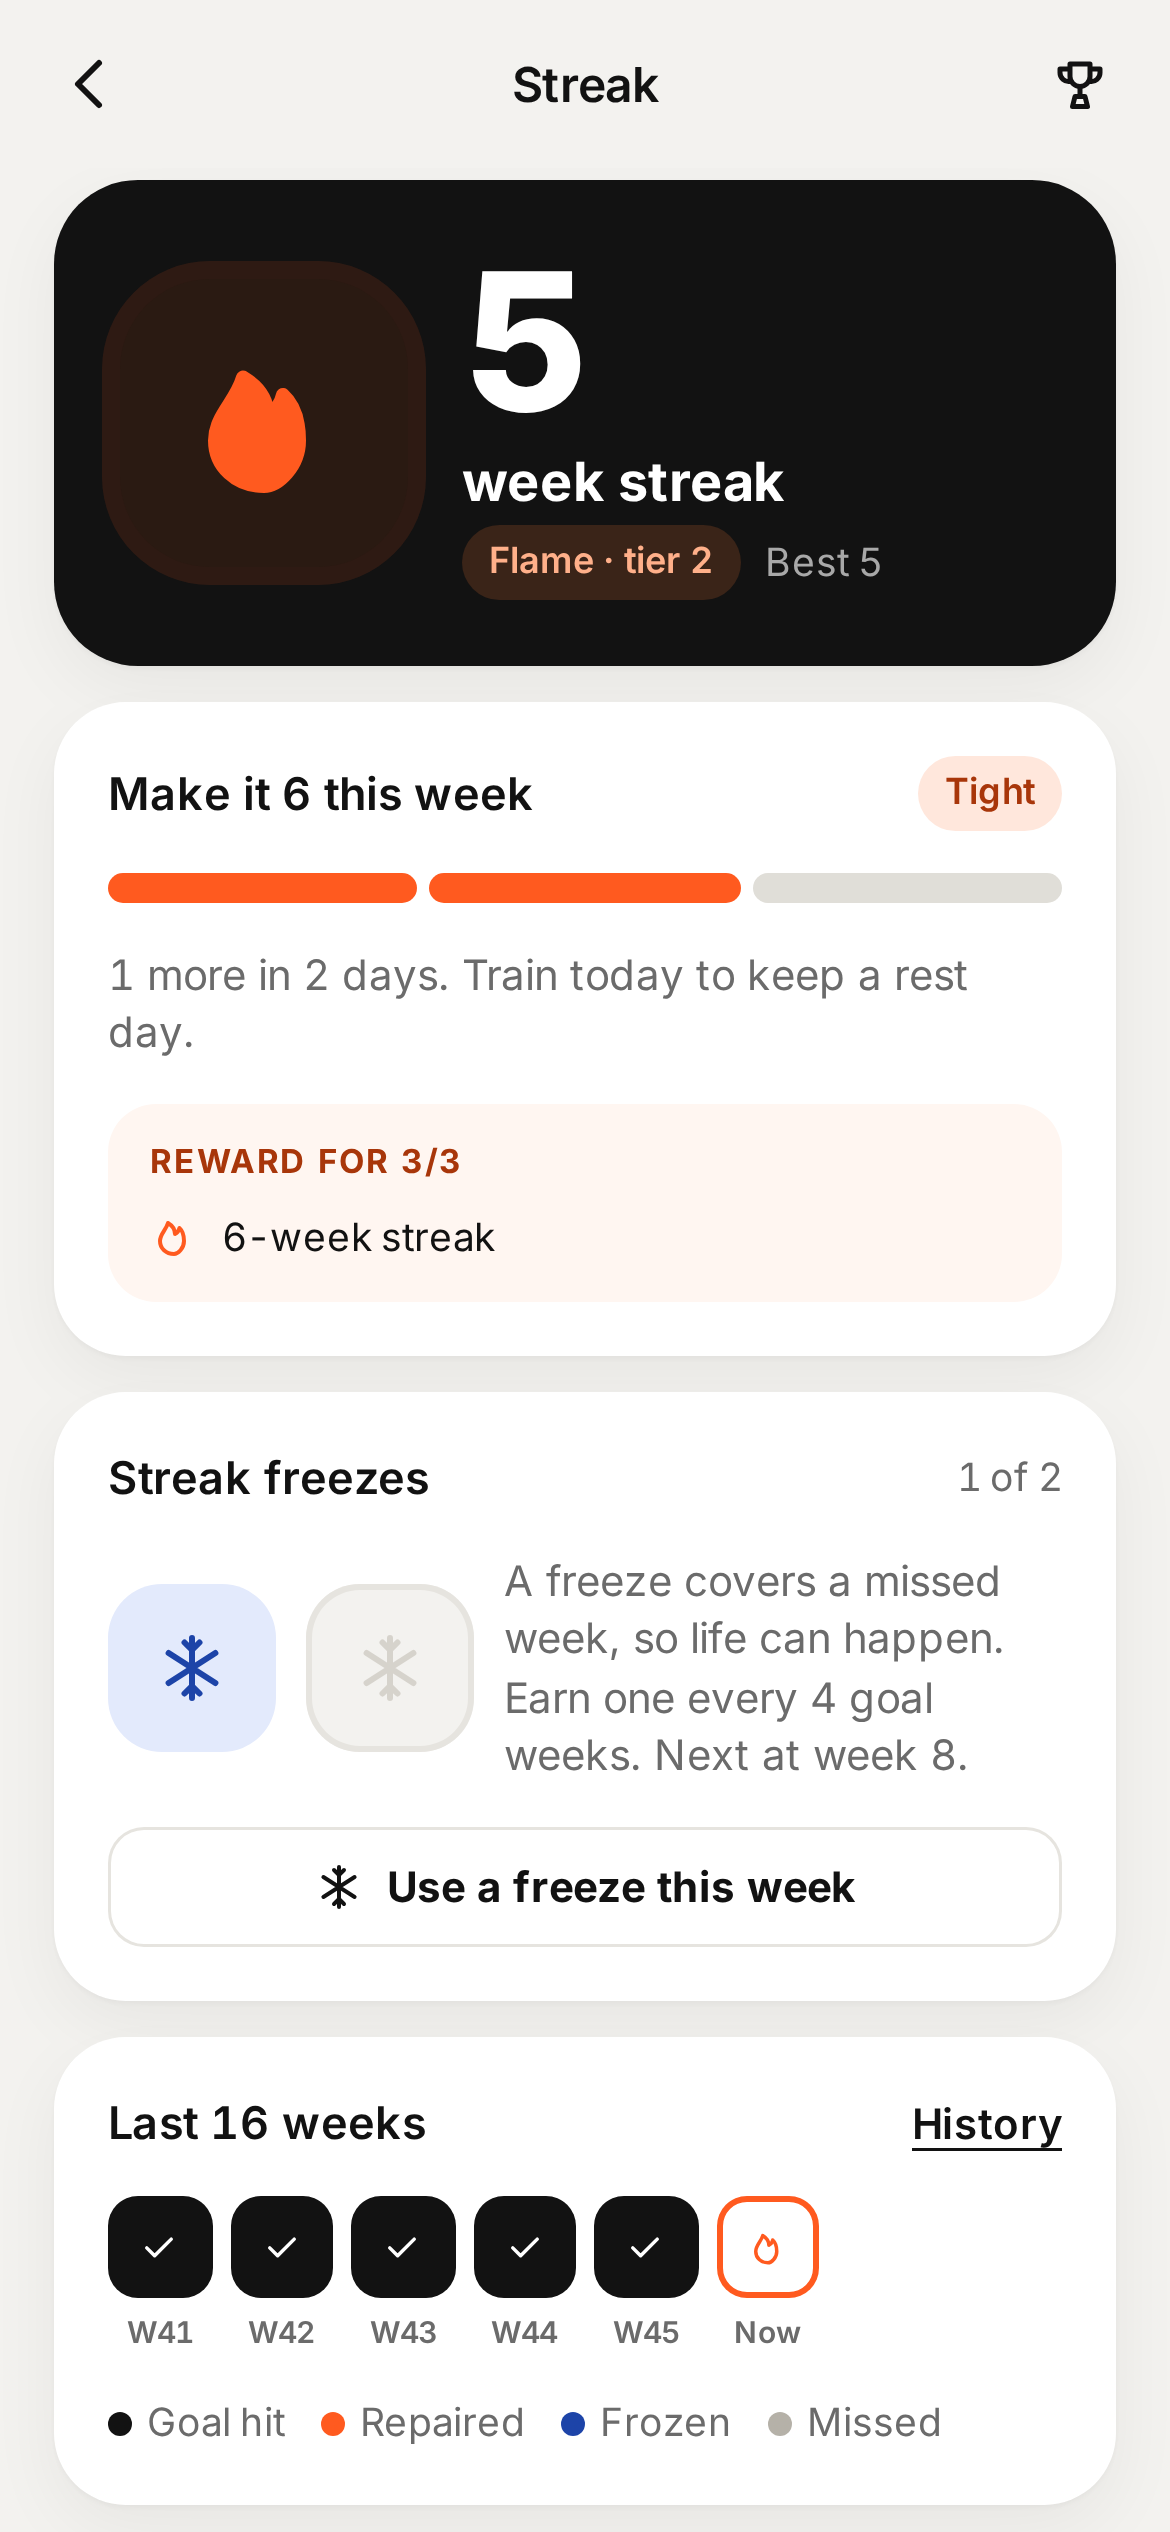 Streak
5
week streak
Flame · tier 2
Best 5
Make it 6 this week
Tight
1 more in 2 days. Train today to keep a rest
day.
REWARD FOR 3/3
6-week streak
Streak freezes
1 of 2
A freeze covers a missed
week, so life can happen.
Earn one every 4 goal
weeks. Next at week 8.
Use a freeze this week
Last 16 weeks
History
W41 W42 W43 W44 W45 Now
Goal hit Repaired Frozen Missed